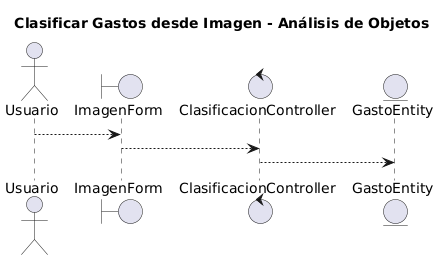 Clasificar Gastos desde Imagen - Análisis de Objetos
Usuario ImagenForm ClasificacionController GastoEntity
Usuario ImagenForm ClasificacionController GastoEntity